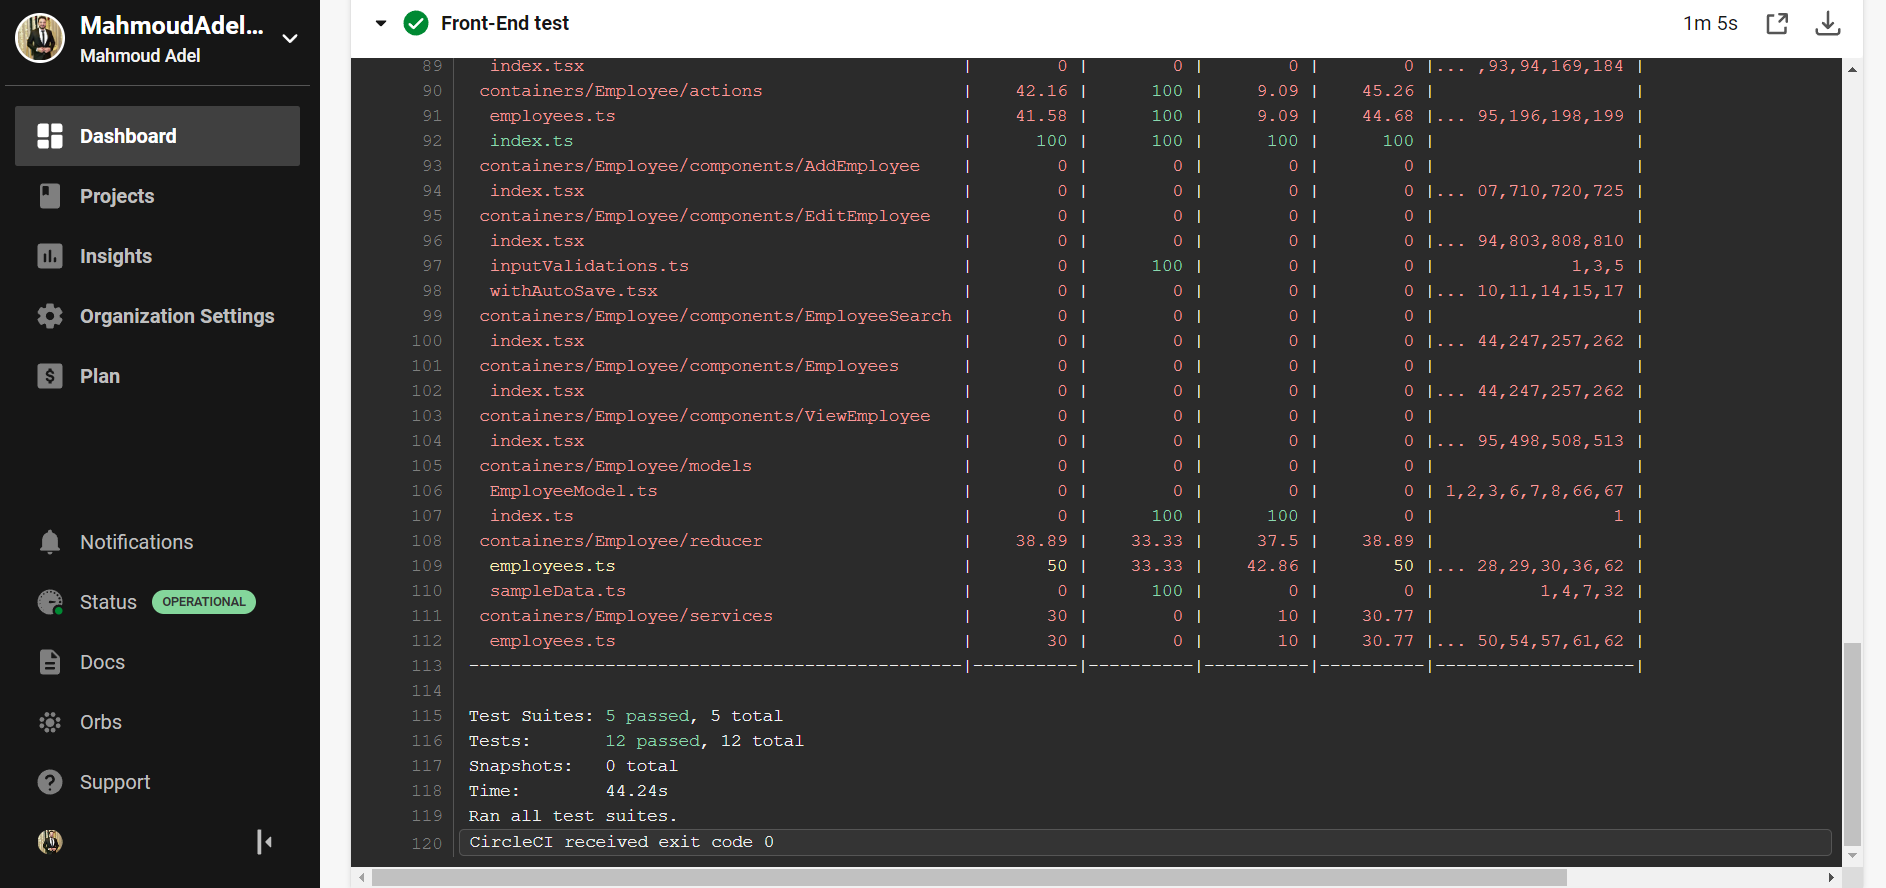 MahmoudAdel...
Mahmoud Adel
Dashboard
Projects
Insights
Organization Settings
$ Plan
Notifications
Status OPERATIONAL
Docs
Orbs
? Support
Front-End test 1m 5s
89 index.tsx | 0 | 0 | 0 | 0 |... ,93,94,169,184 |
90 containers/Employee/actions | 42.16 | 100 | 9.09 | 45.26 | |
91 employees.ts | 41.58 | 100 | 9.09 | 44.68 |... 95,196,198,199 |
92 index.ts | 100 | 100 | 100 | 100 | |
93 containers/Employee/components/AddEmployee | 0 | 0 | 0 | 0 | |
94 index.tsx | 0 | 0 | 0 | 0 |... 07,710,720,725 |
95 containers/Employee/components/EditEmployee | 0 | 0 | 0 | 0 | |
96 index.tsx | 0 | 0 | 0 | 0 |... 94,803,808,810 |
97 inputValidations.ts | 0 | 100 | 0 | 0 | 1,3,5 |
98 withAutoSave.tsx | 0 | 0 | 0 | 0 |... 10,11,14,15,17 |
99 containers/Employee/components/EmployeeSearch | 0 | 0 | 0 | 0 | |
100 index.tsx | 0 | 0 | 0 | 0 |... 44,247,257,262 |
101 containers/Employee/components/Employees | 0 | 0 | 0 | 0 | |
102 index.tsx | 0 | 0 | 0 | 0 |... 44,247,257,262 |
103 containers/Employee/components/ViewEmployee | 0 | 0 | 0 | 0 | |
104 index.tsx | 0 | 0 | 0 | 0 |... 95,498,508,513 |
105 containers/Employee/models | 0 | 0 | 0 | 0 | |
106 EmployeeModel.ts | 0 | 0 | 0 | 0 | 1,2,3,6,7,8,66,67 |
107 index.ts | 0 | 100 | 100 | 0 | 1 |
108 containers/Employee/reducer | 38.89 | 33.33 | 37.5 | 38.89 | |
109 employees.ts | 50 | 33.33 | 42.86 | 50 |... 28,29,30,36,62 |
110 sampleData.ts | 0 | 100 | 0 | 0 | 1,4,7,32 |
111 containers/Employee/services | 30 | 0 | 10 | 30.77 | |
112 employees.ts | 30 | 0 | 10 | 30.77 |... 50,54,57,61,62 |
113 -----------------------------------------------|----------|----------|----------|----------|-------------------|
114
115 Test Suites: 5 passed, 5 total
116 Tests: 12 passed, 12 total
117 Snapshots: 0 total
118 Time: 44.24s
119 Ran all test suites.
120 CircleCI received exit code 0